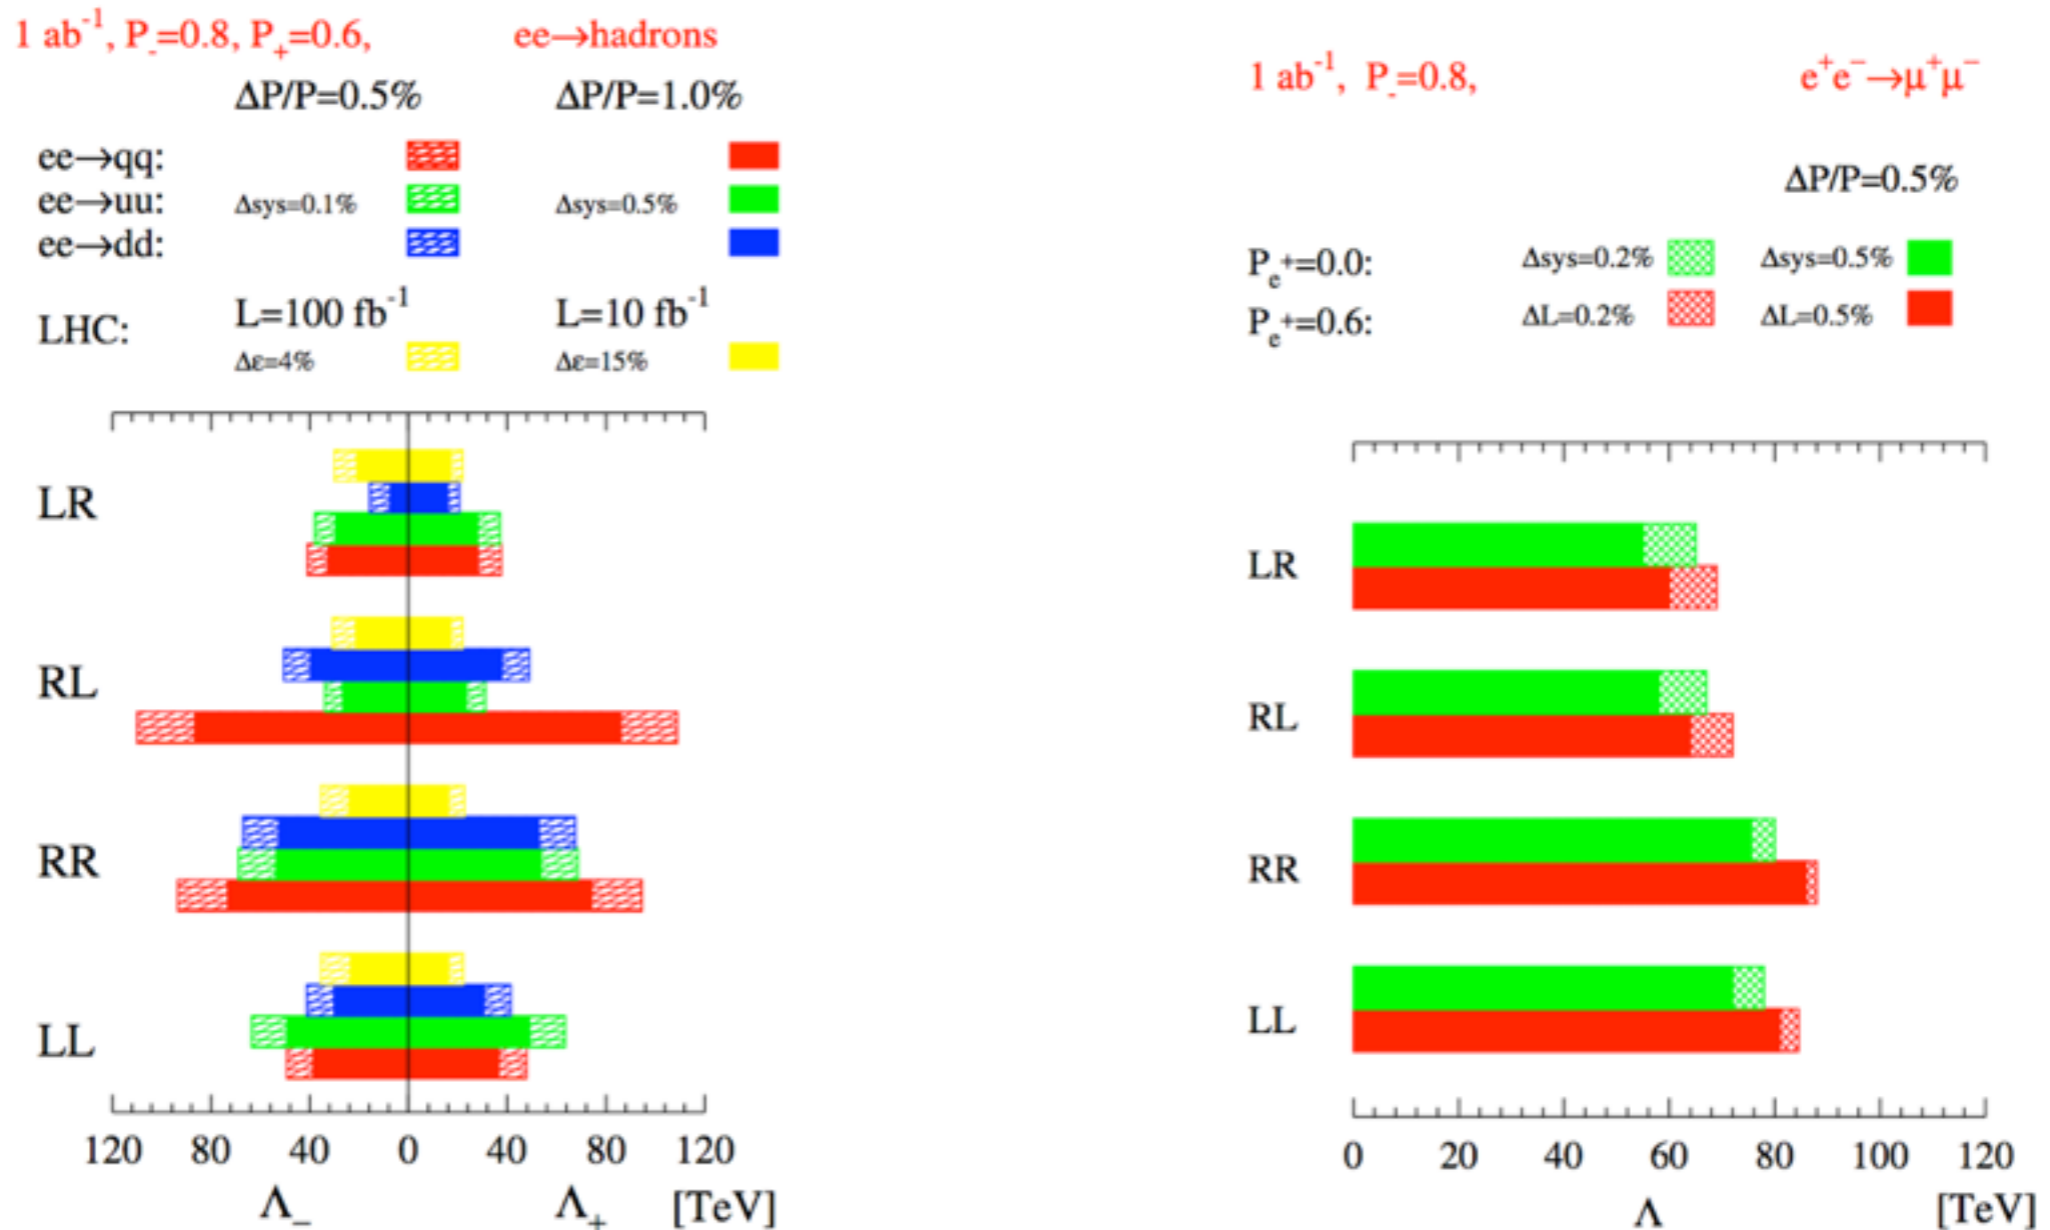 1 ab⁻¹, P₋=0.8, P₊=0.6, ee→hadrons
ΔP/P=0.5% ΔP/P=1.0%
ee→qq:
ee→uu: Δsys=0.1% Δsys=0.5%
ee→dd:
LHC: L=100 fb⁻¹ L=10 fb⁻¹
Δε=4% Δε=15%
LR
RL
RR
LL
120 80 40 0 40 80 120
Λ₋ Λ₊ [TeV]
1 ab⁻¹, P₋=0.8, e⁺e⁻→μ⁺μ⁻
ΔP/P=0.5%
Pₑ⁺=0.0: Δsys=0.2% Δsys=0.5%
Pₑ⁺=0.6: ΔL=0.2% ΔL=0.5%
LR
RL
RR
LL
0 20 40 60 80 100 120
Λ [TeV]